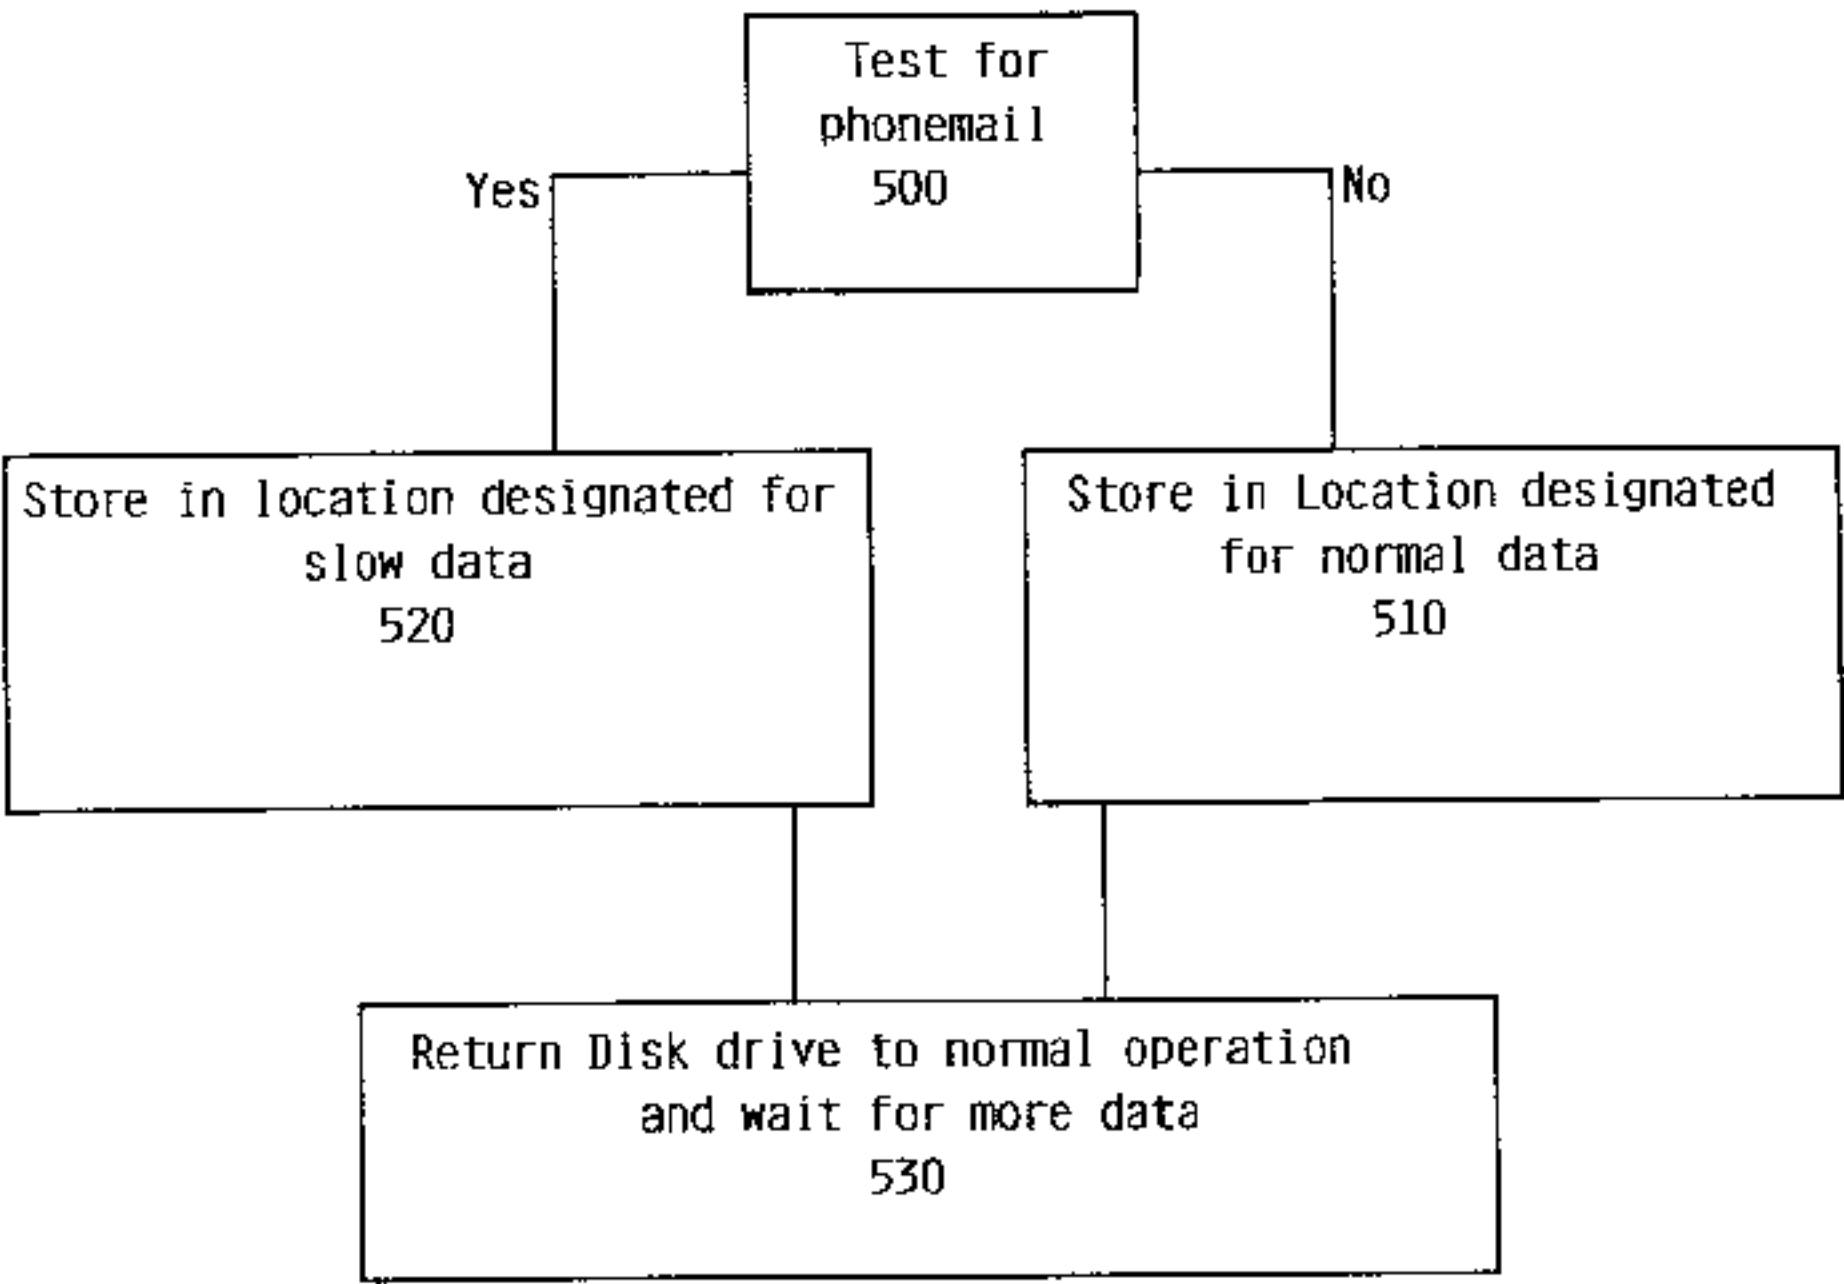 Test for
phonemail
500
Yes
No
Store in location designated for
slow data
520
Store in Location designated
for normal data
510
Return Disk drive to normal operation
and wait for more data
530